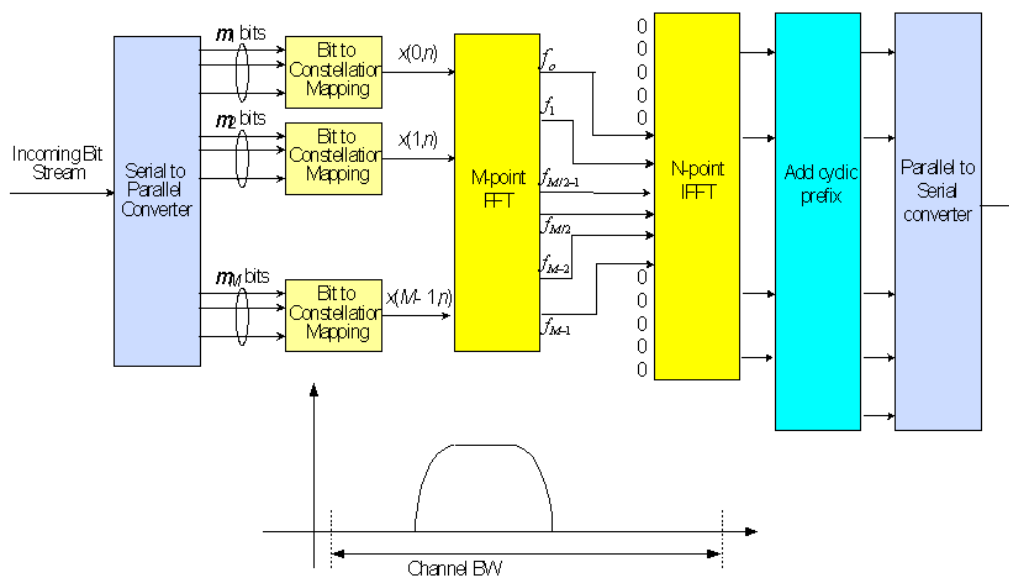 Incoming Bit
Stream
Serial to
Parallel
Converter
m1 bits
m2 bits
mM bits
Bit to
Constellation
Mapping
Bit to
Constellation
Mapping
Bit to
Constellation
Mapping
x(0,n)
x(1,n)
x(M-1,n)
M-point
FFT
fo
f1
fM/2-1
fM/2
fM-2
fM-1
0
0
0
0
0
0
0
0
0
0
N-point
IFFT
Add cyclic
prefix
Parallel to
Serial
converter
Channel BW